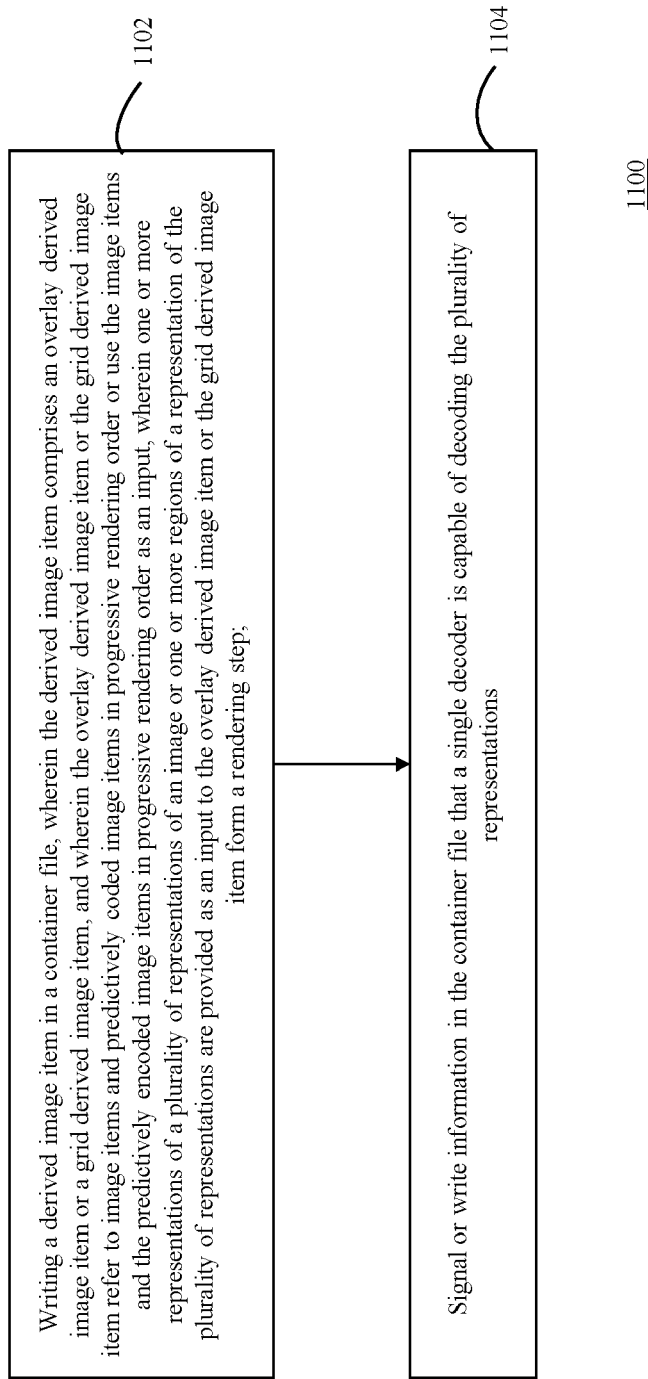 Writing a derived image item in a container file, wherein the derived image item comprises an overlay derived
image item or a grid derived image item, and wherein the overlay derived image item or the grid derived image
item refer to image items and predictively coded image items in progressive rendering order or use the image items
and the predictively encoded image items in progressive rendering order as an input, wherein one or more
representations of a plurality of representations of an image or one or more regions of a representation of the
plurality of representations are provided as an input to the overlay derived image item or the grid derived image
item form a rendering step;
1102
Signal or write information in the container file that a single decoder is capable of decoding the plurality of
representations
1104
1100